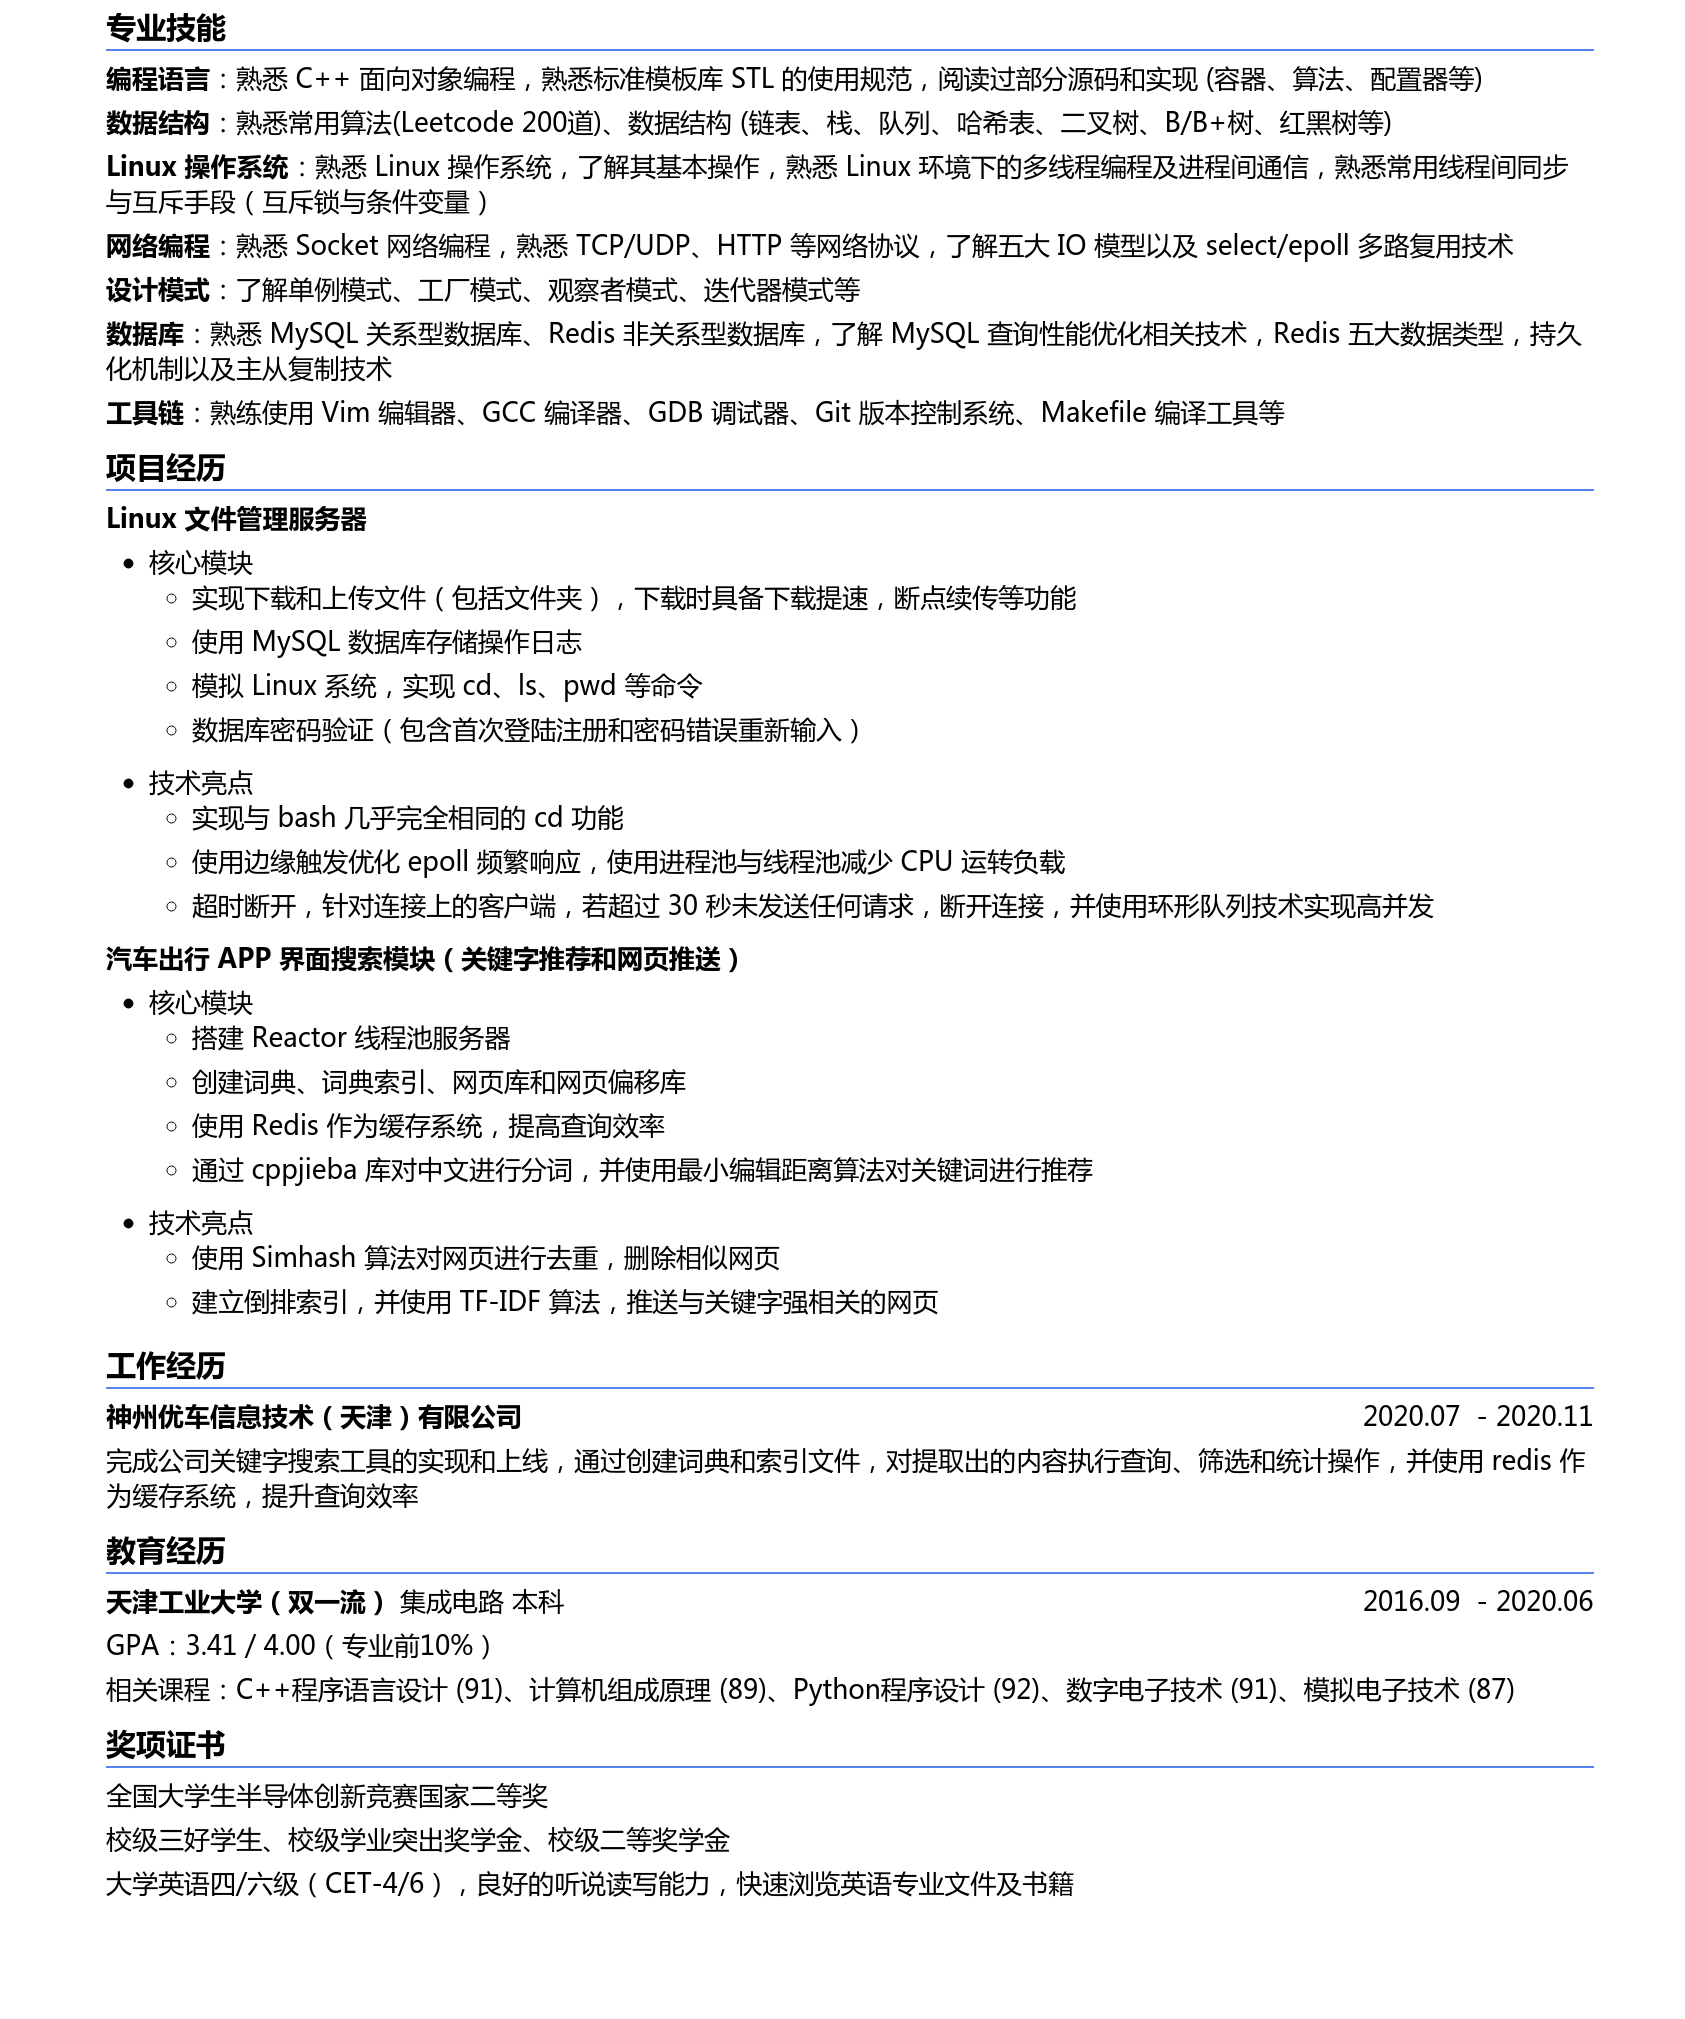 专业技能
编程语言：熟悉 C++ 面向对象编程，熟悉标准模板库 STL 的使用规范，阅读过部分源码和实现 (容器、算法、配置器等)
数据结构：熟悉常用算法(Leetcode 200道)、数据结构 (链表、栈、队列、哈希表、二叉树、B/B+树、红黑树等)
Linux 操作系统：熟悉 Linux 操作系统，了解其基本操作，熟悉 Linux 环境下的多线程编程及进程间通信，熟悉常用线程间同步
与互斥手段（互斥锁与条件变量）
网络编程：熟悉 Socket 网络编程，熟悉 TCP/UDP、HTTP 等网络协议，了解五大 IO 模型以及 select/epoll 多路复用技术
设计模式：了解单例模式、工厂模式、观察者模式、迭代器模式等
数据库：熟悉 MySQL 关系型数据库、Redis 非关系型数据库，了解 MySQL 查询性能优化相关技术，Redis 五大数据类型，持久
化机制以及主从复制技术
工具链：熟练使用 Vim 编辑器、GCC 编译器、GDB 调试器、Git 版本控制系统、Makefile 编译工具等
项目经历
Linux 文件管理服务器
• 核心模块
◦ 实现下载和上传文件（包括文件夹），下载时具备下载提速，断点续传等功能
◦ 使用 MySQL 数据库存储操作日志
◦ 模拟 Linux 系统，实现 cd、ls、pwd 等命令
◦ 数据库密码验证（包含首次登陆注册和密码错误重新输入）
• 技术亮点
◦ 实现与 bash 几乎完全相同的 cd 功能
◦ 使用边缘触发优化 epoll 频繁响应，使用进程池与线程池减少 CPU 运转负载
◦ 超时断开，针对连接上的客户端，若超过 30 秒未发送任何请求，断开连接，并使用环形队列技术实现高并发
汽车出行 APP 界面搜索模块（关键字推荐和网页推送）
• 核心模块
◦ 搭建 Reactor 线程池服务器
◦ 创建词典、词典索引、网页库和网页偏移库
◦ 使用 Redis 作为缓存系统，提高查询效率
◦ 通过 cppjieba 库对中文进行分词，并使用最小编辑距离算法对关键词进行推荐
• 技术亮点
◦ 使用 Simhash 算法对网页进行去重，删除相似网页
◦ 建立倒排索引，并使用 TF-IDF 算法，推送与关键字强相关的网页
工作经历
神州优车信息技术（天津）有限公司 2020.07 - 2020.11
完成公司关键字搜索工具的实现和上线，通过创建词典和索引文件，对提取出的内容执行查询、筛选和统计操作，并使用 redis 作
为缓存系统，提升查询效率
教育经历
天津工业大学（双一流） 集成电路 本科 2016.09 - 2020.06
GPA：3.41 / 4.00（专业前10%）
相关课程：C++程序语言设计 (91)、计算机组成原理 (89)、Python程序设计 (92)、数字电子技术 (91)、模拟电子技术 (87)
奖项证书
全国大学生半导体创新竞赛国家二等奖
校级三好学生、校级学业突出奖学金、校级二等奖学金
大学英语四/六级（CET-4/6），良好的听说读写能力，快速浏览英语专业文件及书籍